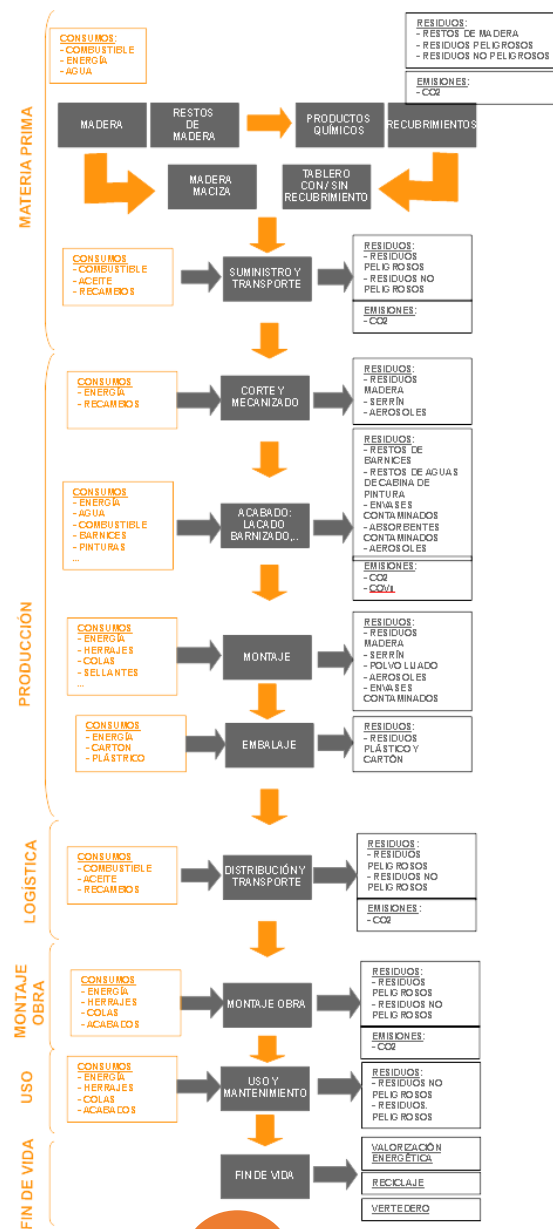 CONSUMOS:
- COMBUSTIBLE
- ENERGÍA
- AGUA
RESIDUOS:
- RESTOS DE MADERA
- RESIDUOS PELIGROSOS
- RESIDUOS NO PELIGROSOS
EMISIONES:
- CO2
MATERIA PRIMA
MADERA
RESTOS
DE
MADERA
PRODUCTOS
QUÍMICOS
RECUBRIMIENTOS
MADERA
MACIZA
TABLERO
CON/ SIN
RECUBRIMIENTO
CONSUMOS
- COMBUSTIBLE
- ACEITE
- RECAMBIOS
SUMINISTRO Y
TRANSPORTE
RESIDUOS:
- RESIDUOS
PELIGROSOS
- RESIDUOS NO
PELIGROSOS
EMISIONES:
- CO2
PRODUCCIÓN
CONSUMOS
- ENERGÍA
- RECAMBIOS
CORTE Y
MECANIZADO
RESIDUOS:
- RESIDUOS
MADERA
- SERRÍN
- AEROSOLES
CONSUMOS
- ENERGÍA
- AGUA
- COMBUSTIBLE
- BARNICES
- PINTURAS
...
ACABADO:
LACADO
BARNIZADO,...
RESIDUOS:
- RESTOS DE
BARNICES
- RESTOS DE AGUAS
DE CABINA DE
PINTURA
- ENVASES
CONTAMINADOS
- ABSORBENTES
CONTAMINADOS
- AEROSOLES
EMISIONES:
- CO2
CONSUMOS
- ENERGÍA
- HERRAJES
- COLAS
- SELLANTES
...
MONTAJE
RESIDUOS:
- RESIDUOS
MADERA
- SERRÍN
- POLVO LIJADO
- AEROSOLES
- ENVASES
CONTAMINADOS
CONSUMOS
- ENERGÍA
- CARTON
- PLÁSTRICO
EMBALAJE
RESIDUOS:
- RESIDUOS
PLÁSTICO Y
CARTÓN
LOGÍSTICA
CONSUMOS
- COMBUSTIBLE
- ACEITE
- RECAMBIOS
DISTRIBUCIÓN Y
TRANSPORTE
RESIDUOS:
- RESIDUOS
PELIGROSOS
- RESIDUOS NO
PELIGROSOS
EMISIONES:
- CO2
MONTAJE
OBRA
CONSUMOS
- ENERGÍA
- HERRAJES
- COLAS
- ACABADOS
MONTAJE OBRA
RESIDUOS:
- RESIDUOS
PELIGROSOS
- RESIDUOS NO
PELIGROSOS
EMISIONES:
- CO2
USO
CONSUMOS
- ENERGÍA
- HERRAJES
- COLAS
- ACABADOS
USO Y
MANTENIMIENTO
RESIDUOS:
- RESIDUOS NO
PELIGROSOS
- RESIDUOS.
PELIGROSOS
FIN DE VIDA
FIN DE VIDA
VALORIZACIÓN
ENERGÉTICA
RECICLAJE
VERTEDERO